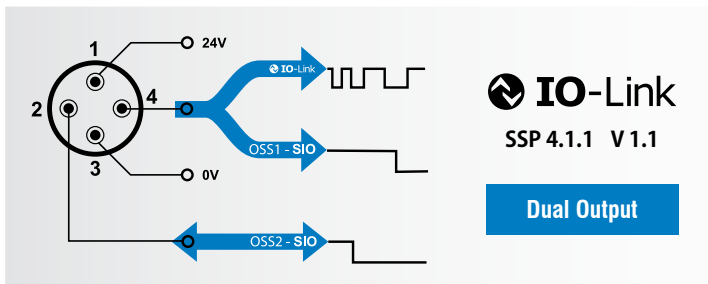 1
24V
2
4
3
0V
IO-Link
OSS1 - SIO
OSS2 - SIO
IO-Link
SSP 4.1.1 V 1.1
Dual Output